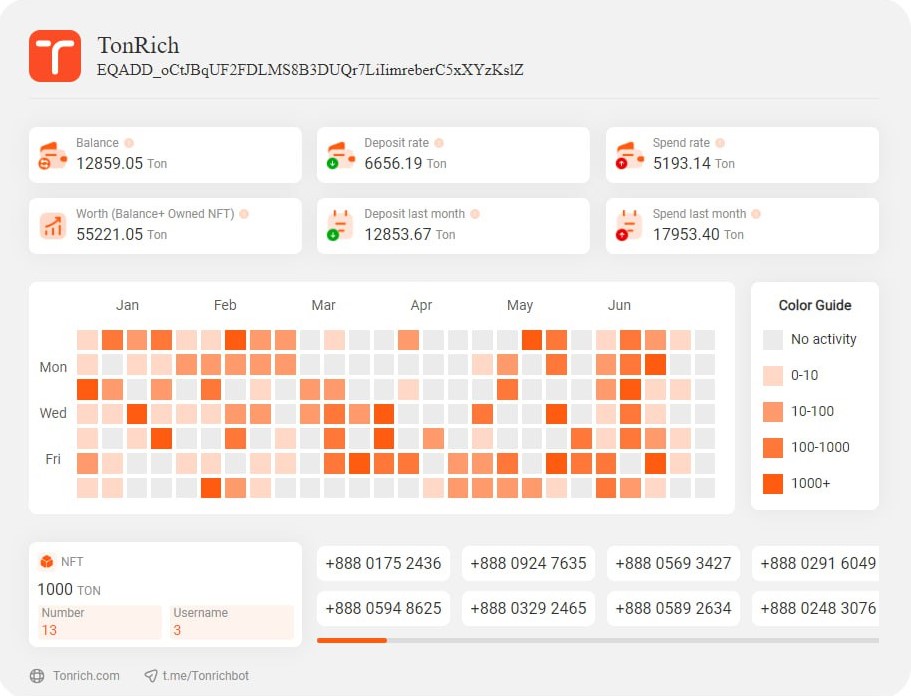 TonRich
EQADD_oCtJBqUF2FDLMS8B3DUQr7LiIimreberC5xXYzKslZ
Balance
12859.05 Ton
Deposit rate
6656.19 Ton
Spend rate
5193.14 Ton
Worth (Balance+ Owned NFT)
55221.05 Ton
Deposit last month
12853.67 Ton
Spend last month
17953.40 Ton
Jan Feb Mar Apr May Jun
Mon
Wed
Fri
Color Guide
No activity
0-10
10-100
100-1000
1000+
NFT
1000 TON
Number
13
Username
3
+888 0175 2436
+888 0924 7635
+888 0569 3427
+888 0291 6049
+888 0594 8625
+888 0329 2465
+888 0589 2634
+888 0248 3076
Tonrich.com
t.me/Tonrichbot